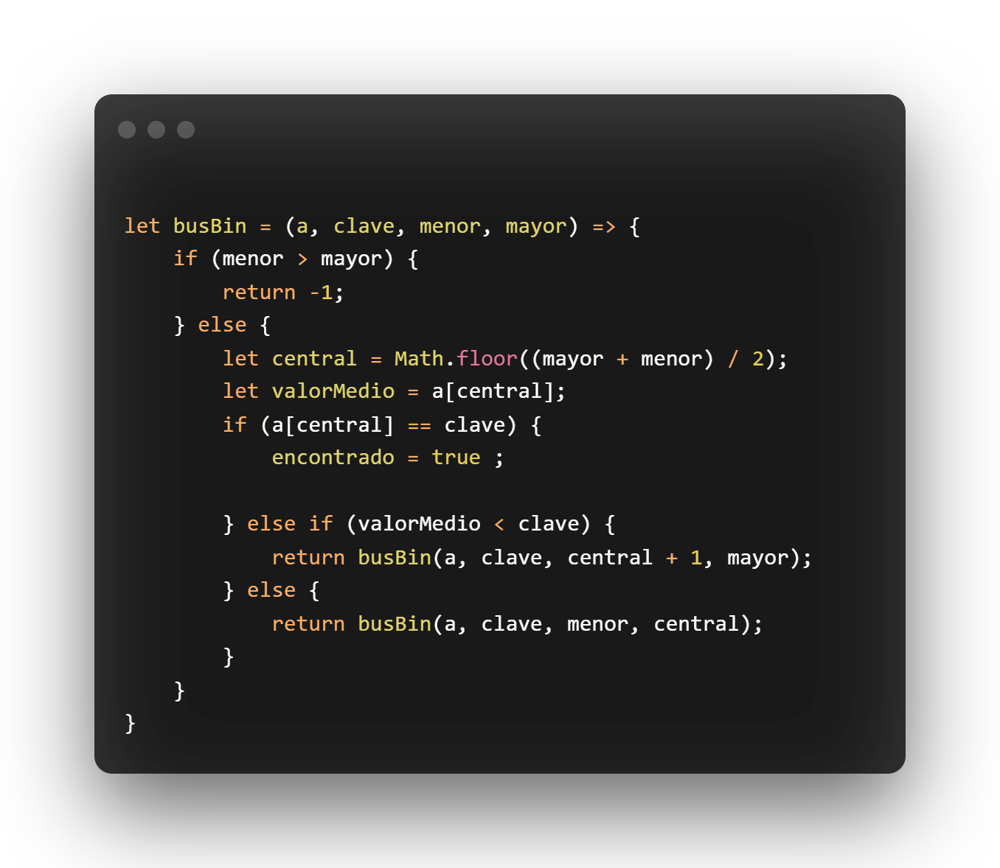 let busBin = (a, clave, menor, mayor) => {
    if (menor > mayor) {
        return -1;
    } else {
        let central = Math.floor((mayor + menor) / 2);
        let valorMedio = a[central];
        if (a[central] == clave) {
            encontrado = true ;

        } else if (valorMedio < clave) {
            return busBin(a, clave, central + 1, mayor);
        } else {
            return busBin(a, clave, menor, central);
        }
    }
}